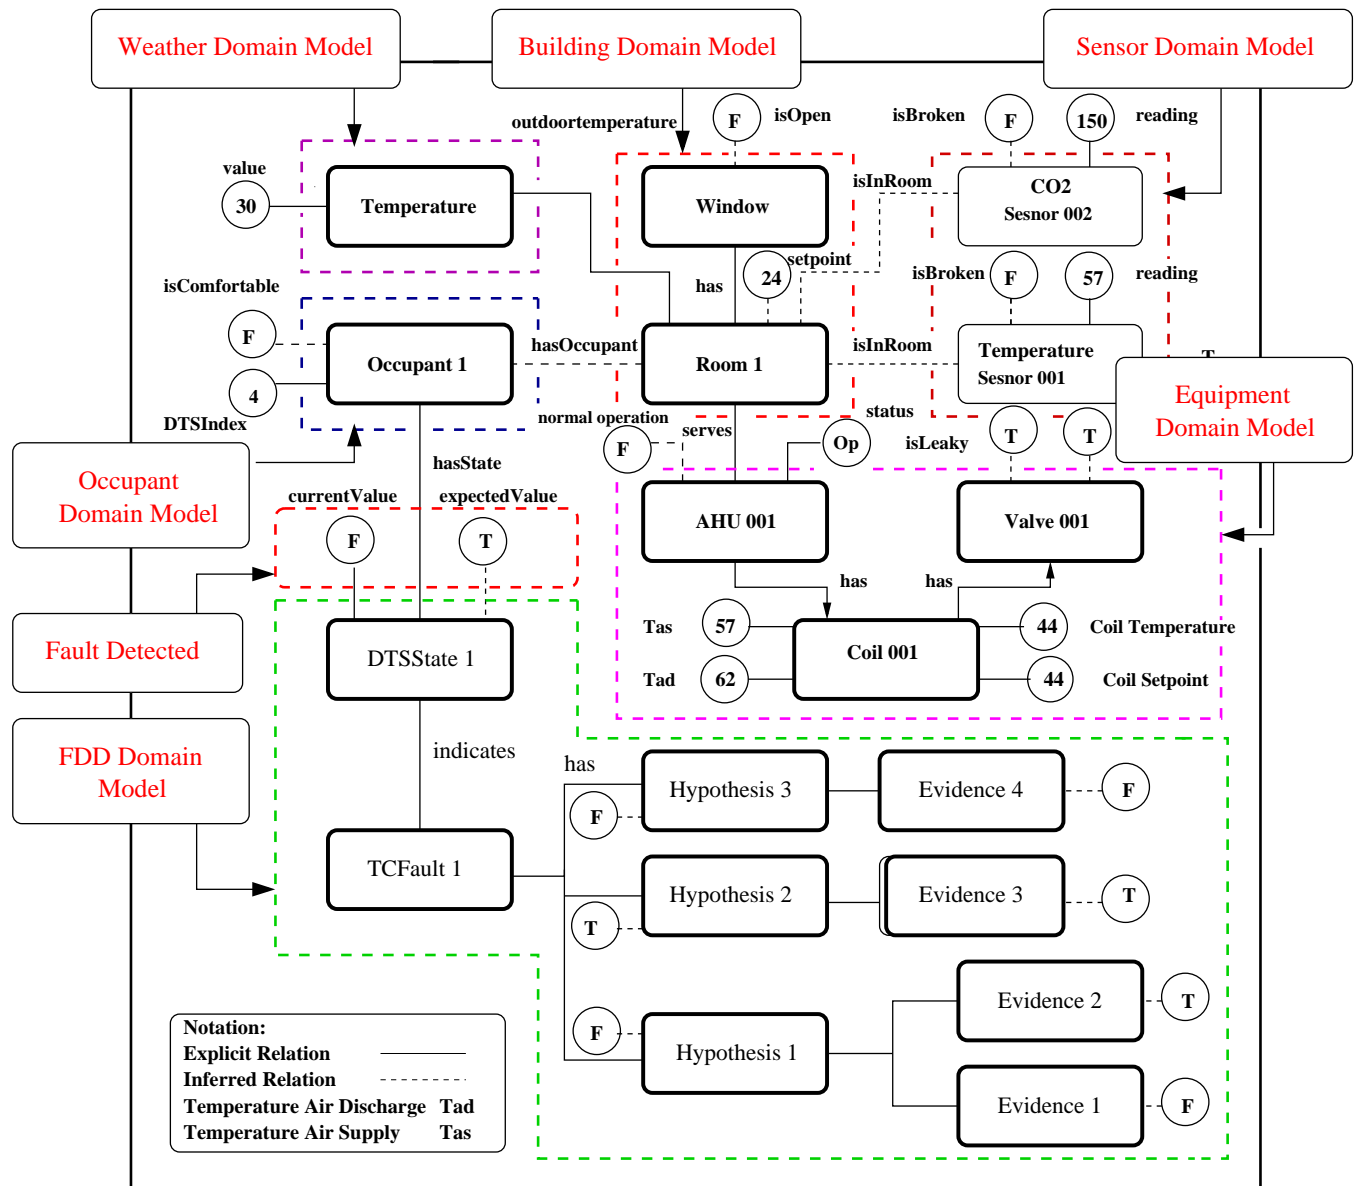 Weather Domain Model
Building Domain Model
Sensor Domain Model
outdoortemperature
F
isOpen
isBroken
F
150
reading
value
30
Temperature
Window
isInRoom
CO2
Sesnor 002
setpoint
24
has
isBroken
F
57
reading
isComfortable
F
Occupant 1
hasOccupant
Room 1
isInRoom
Temperature
Sesnor 001
T
4
DTSIndex
Equipment
Domain Model
normal operation
F
serves
status
Op
isLeaky
T
T
Occupant
Domain Model
hasState
currentValue
expectedValue
F
T
AHU 001
Valve 001
has
has
Fault Detected
DTSState 1
Tas
57
Tad
62
Coil 001
44
Coil Temperature
44
Coil Setpoint
FDD Domain
Model
indicates
has
F
Hypothesis 3
Evidence 4
F
TCFault 1
T
Hypothesis 2
Evidence 3
T
F
Hypothesis 1
Evidence 2
T
Evidence 1
F
Notation:
Explicit Relation
Inferred Relation
Temperature Air Discharge Tad
Temperature Air Supply Tas